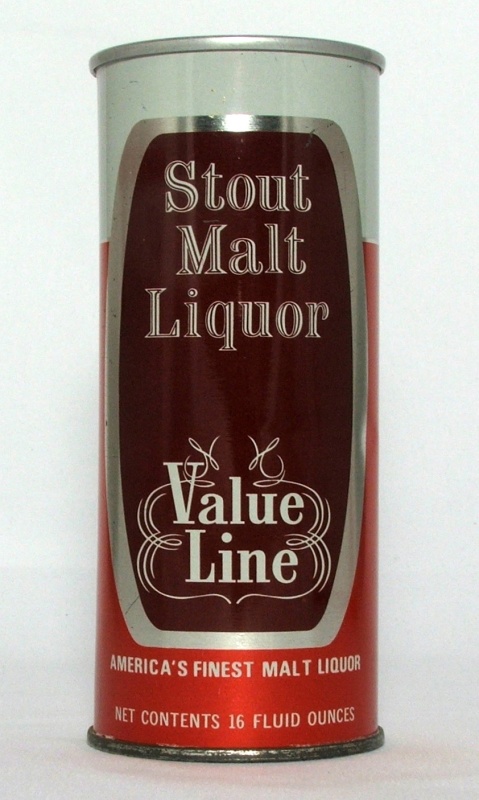 Stout
Malt
Liquor
Value
Line
AMERICA'S FINEST MALT LIQUOR
NET CONTENTS 16 FLUID OUNCES